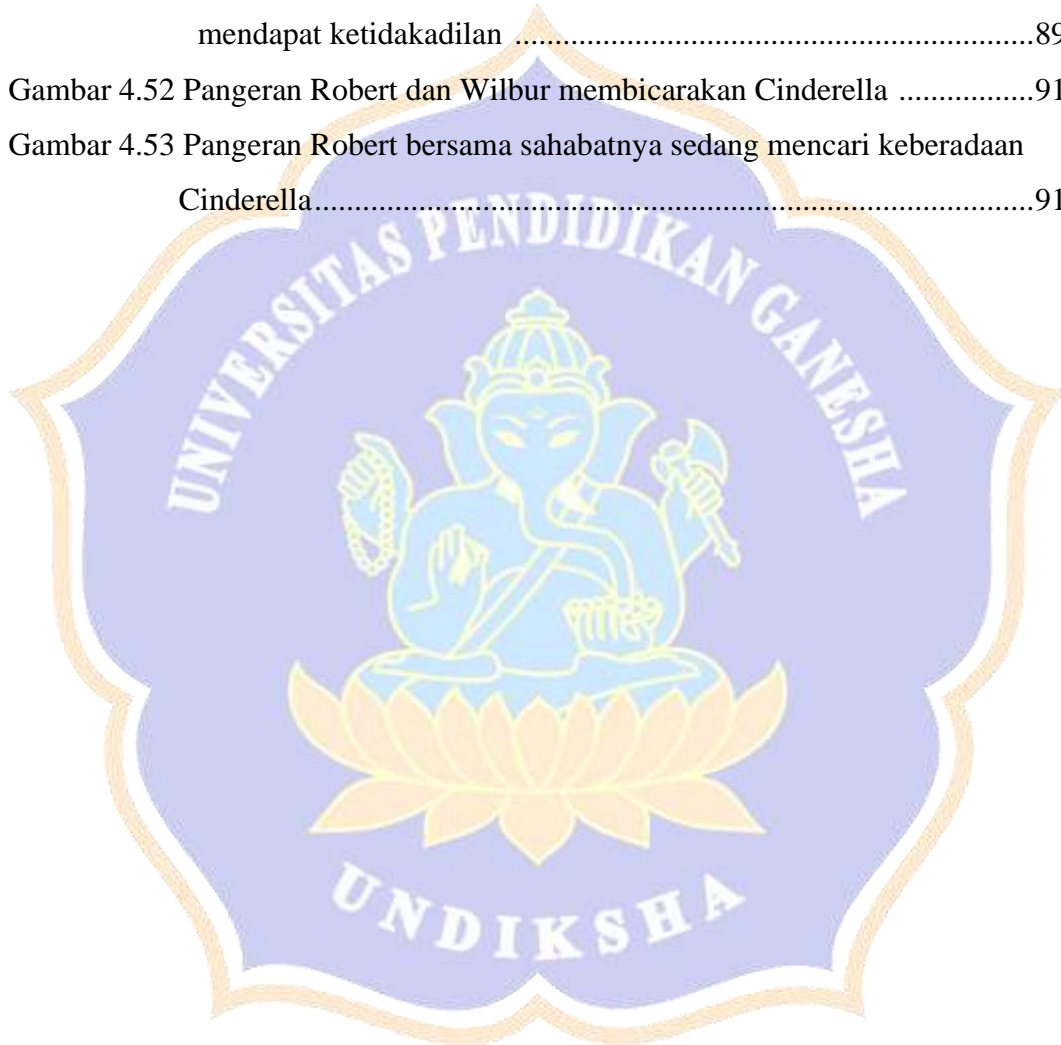 mendapat ketidakadilan ..................................................................89
Gambar 4.52 Pangeran Robert dan Wilbur membicarakan Cinderella .................91
Gambar 4.53 Pangeran Robert bersama sahabatnya sedang mencari keberadaan
Cinderella............................................................................................91
UNIVERSITAS PENDIDIKAN GANESHA
UNDIKSHA